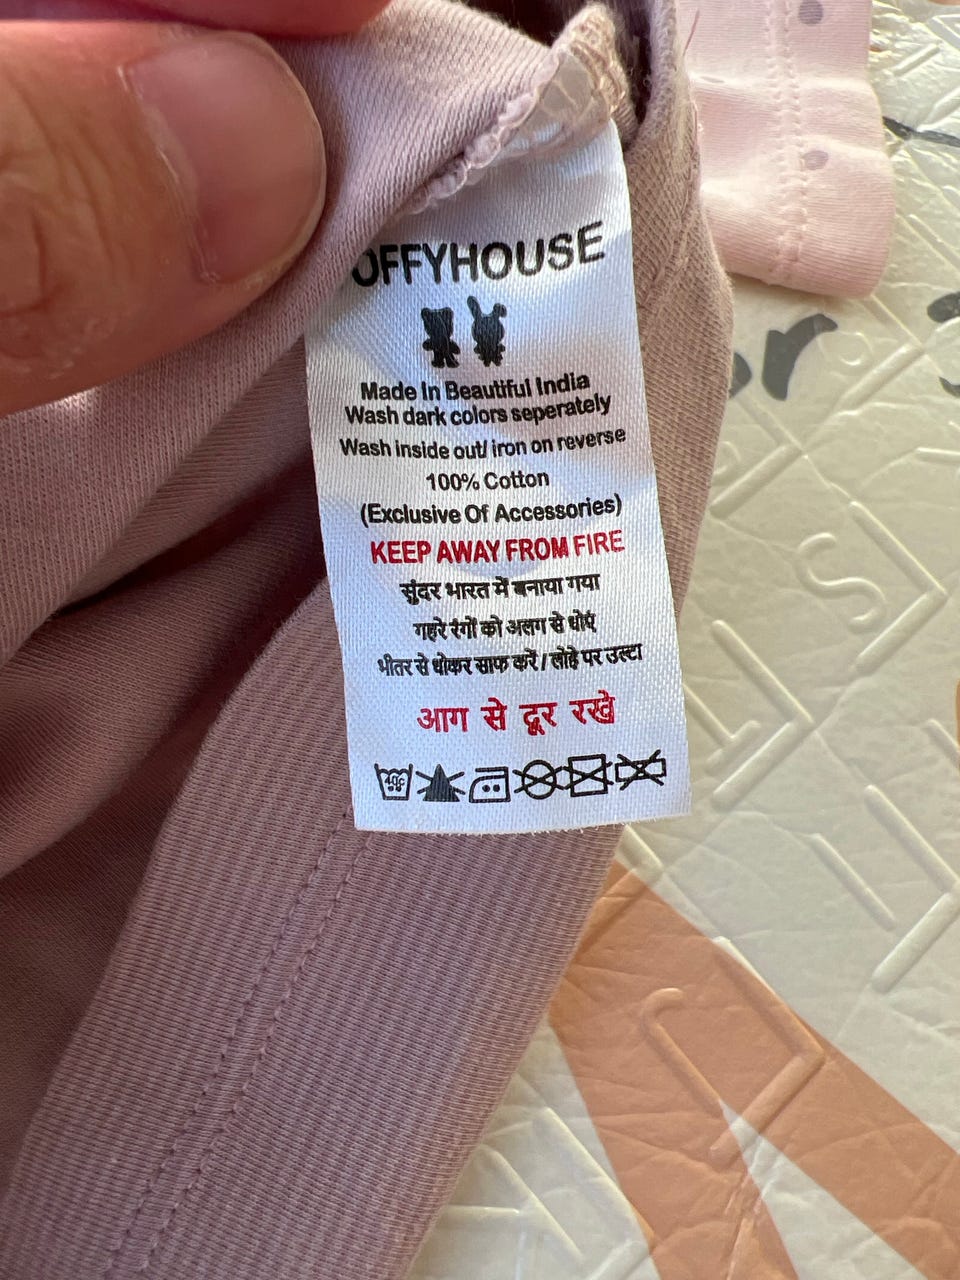 OFFYHOUSE
Made In Beautiful India
Wash dark colors seperately
Wash inside out/ iron on reverse
100% Cotton
(Exclusive Of Accessories)
KEEP AWAY FROM FIRE
सुंदर भारत में बनाया गया
गहरे रंगों को अलग से धोएं
भीतर से धोकर साफ करें / लोहे पर उल्टा
आग से दूर रखे
40c